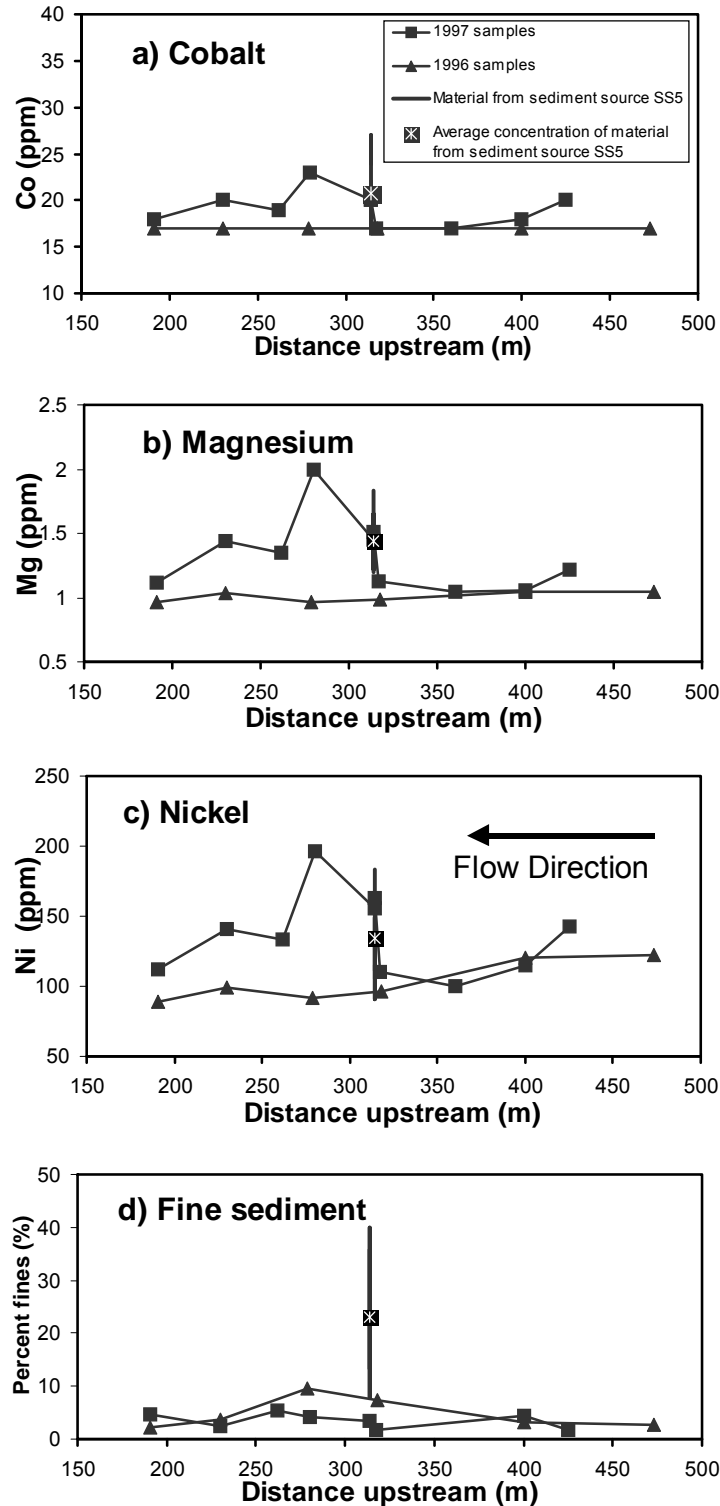 a) Cobalt
1997 samples
1996 samples
Material from sediment source SS5
Average concentration of material
from sediment source SS5
Co (ppm)
40
35
30
25
20
15
10
150 200 250 300 350 400 450 500
Distance upstream (m)
b) Magnesium
Mg (ppm)
2.5
2
1.5
1
0.5
150 200 250 300 350 400 450 500
Distance upstream (m)
c) Nickel
Flow Direction
Ni (ppm)
250
200
150
100
50
150 200 250 300 350 400 450 500
Distance upstream (m)
d) Fine sediment
Percent fines (%)
50
40
30
20
10
0
150 200 250 300 350 400 450 500
Distance upstream (m)